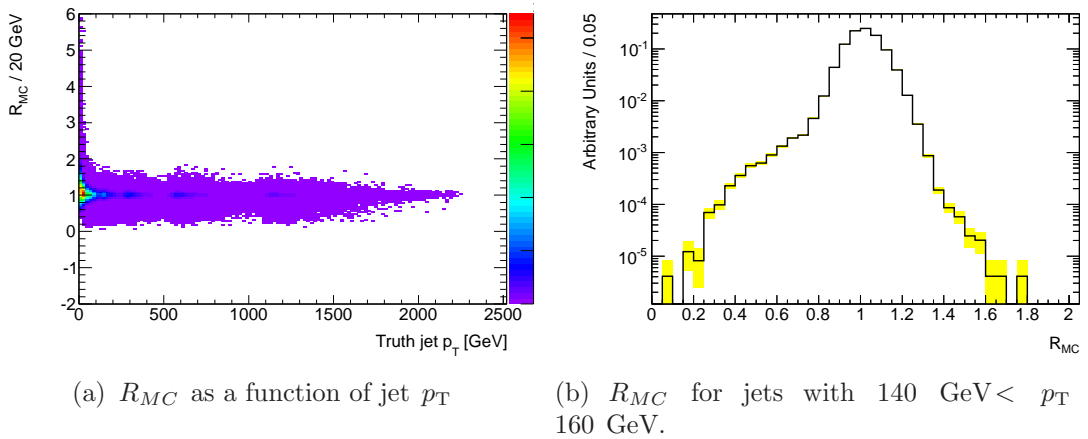 R_MC / 20 GeV
6
5
4
3
2
1
0
-1
-2
0 500 1000 1500 2000 2500
Truth jet p_T [GeV]
Arbitrary Units / 0.05
10^-1
10^-2
10^-3
10^-4
10^-5
0 0.2 0.4 0.6 0.8 1 1.2 1.4 1.6 1.8 2
R_MC
(a) R_MC as a function of jet p_T
(b) R_MC for jets with 140 GeV< p_T
160 GeV.